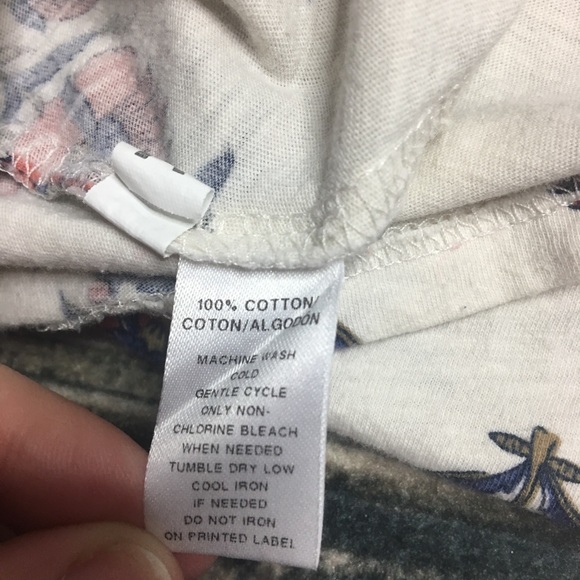 100% COTTON/
COTON/ALGODON
MACHINE WASH
COLD
GENTLE CYCLE
ONLY NON-
CHLORINE BLEACH
WHEN NEEDED
TUMBLE DRY LOW
COOL IRON
IF NEEDED
DO NOT IRON
ON PRINTED LABEL